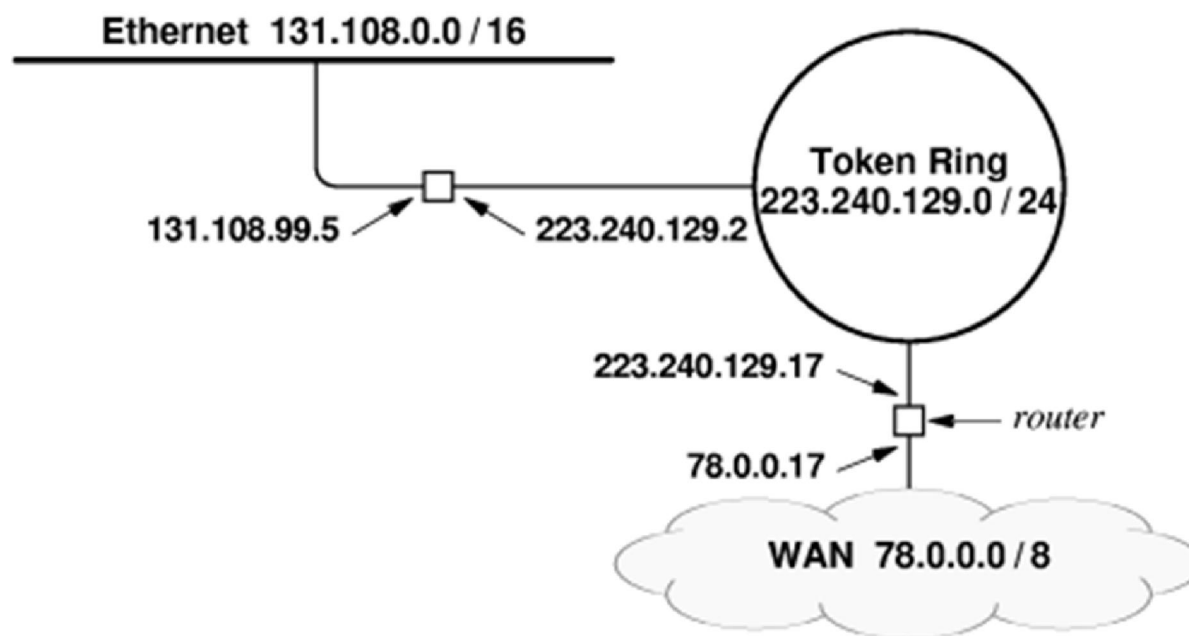 Ethernet 131.108.0.0 / 16
Token Ring
223.240.129.0 / 24
131.108.99.5
223.240.129.2
223.240.129.17
router
78.0.0.17
WAN 78.0.0.0 / 8